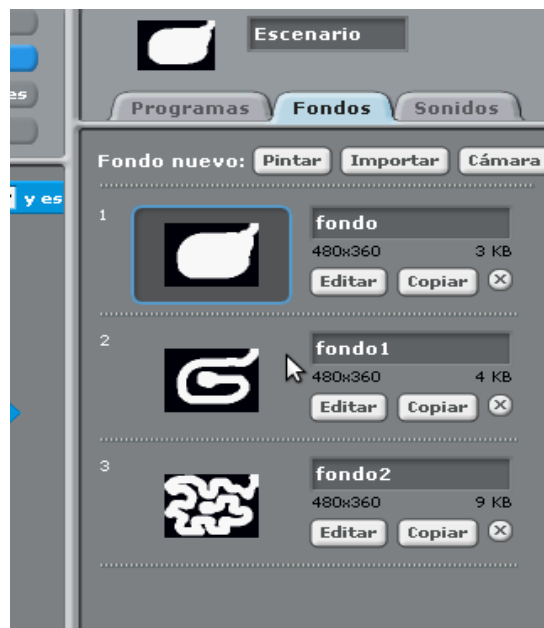 Escenario
es
Programas Fondos Sonidos
Fondo nuevo: Pintar Importar Cámara
y es
1 fondo
480x360 3 KB
Editar Copiar
2 fondo1
480x360 4 KB
Editar Copiar
3 fondo2
480x360 9 KB
Editar Copiar